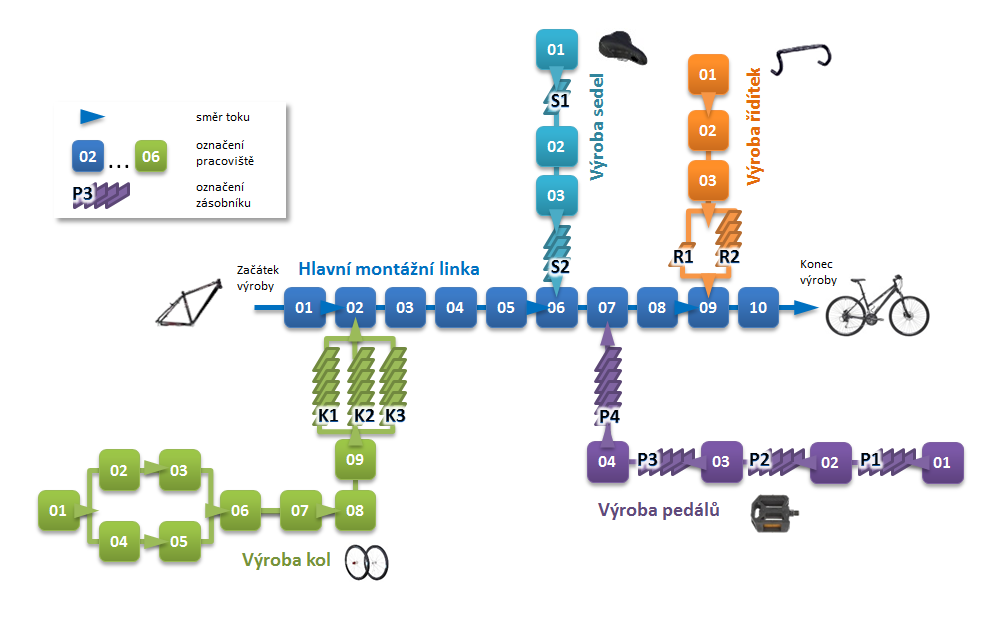 01
S1
02
03
S2
Výroba sedel
01
02
03
R1
R2
Výroba řídítek
směr toku
02 ... 06
označení
pracoviště
P3
označení
zásobníku
Začátek
výroby
Hlavní montážní linka
Konec
výroby
01 02 03 04 05 06 07 08 09 10
K1 K2 K3
P4
09
04 P3 03 P2 02 P1 01
02 03
01 06 07 08
04 05
Výroba pedálů
Výroba kol